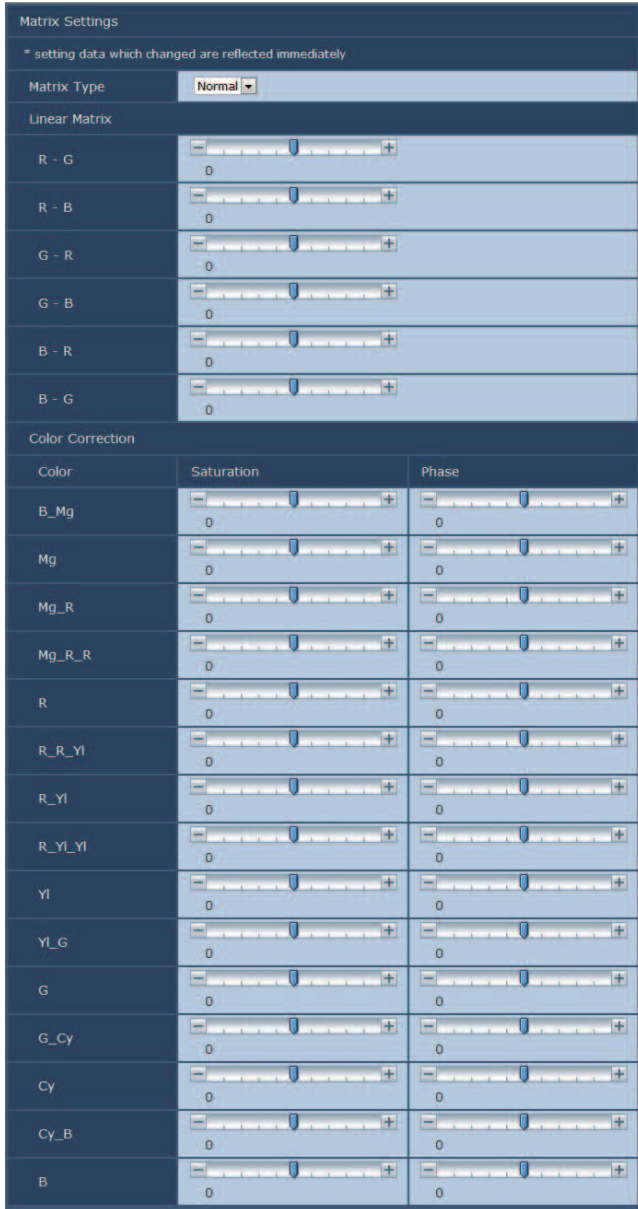 Matrix Settings
* setting data which changed are reflected immediately
Matrix Type Normal
Linear Matrix
R - G
0
R - B
0
G - R
0
G - B
0
B - R
0
B - G
0
Color Correction
Color Saturation Phase
B_Mg
0 0
Mg
0 0
Mg_R
0 0
Mg_R_R
0 0
R
0 0
R_R_Yl
0 0
R_Yl
0 0
R_Yl_Yl
0 0
Yl
0 0
Yl_G
0 0
G
0 0
G_Cy
0 0
Cy
0 0
Cy_B
0 0
B
0 0